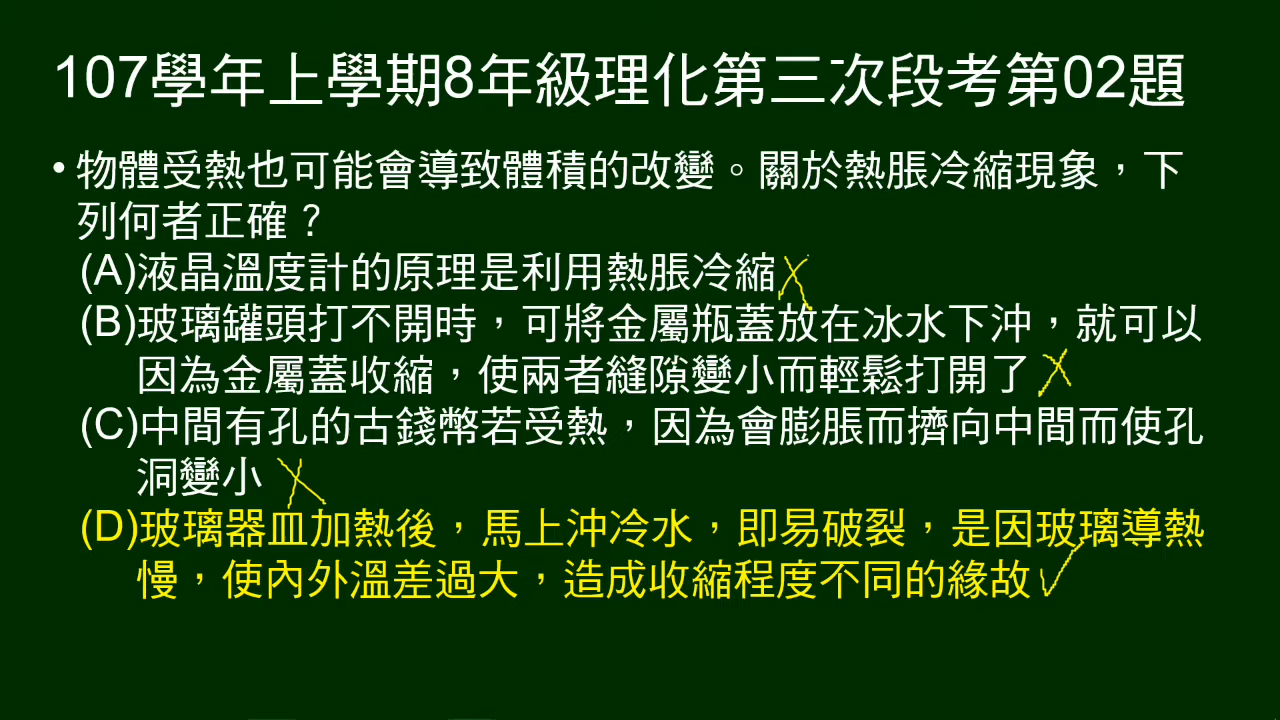 107學年上學期8年級理化第三次段考第02題
• 物體受熱也可能會導致體積的改變。關於熱脹冷縮現象，下
列何者正確？
(A)液晶溫度計的原理是利用熱脹冷縮
(B)玻璃罐頭打不開時，可將金屬瓶蓋放在冰水下沖，就可以
因為金屬蓋收縮，使兩者縫隙變小而輕鬆打開了
(C)中間有孔的古錢幣若受熱，因為會膨脹而擠向中間而使孔
洞變小
(D)玻璃器皿加熱後，馬上沖冷水，即易破裂，是因玻璃導熱
慢，使內外溫差過大，造成收縮程度不同的緣故